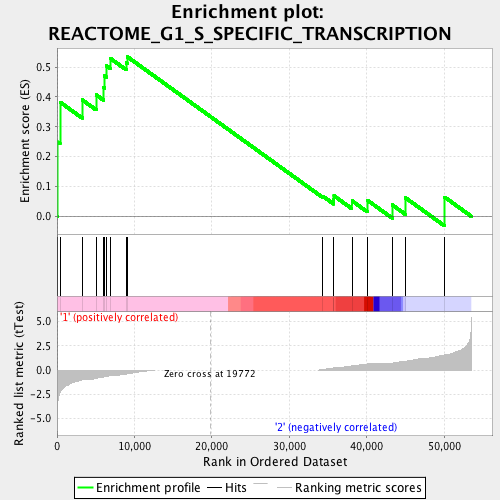 Enrichment plot:
REACTOME_G1_S_SPECIFIC_TRANSCRIPTION
Enrichment score (ES)
0.5
0.4
0.3
0.2
0.1
0.0
'1' (positively correlated)
Ranked list metric (tTest)
5.0
2.5
0.0
-2.5
-5.0
Zero cross at 19772
'2' (negatively correlated)
0 10,000 20,000 30,000 40,000 50,000
Rank in Ordered Dataset
Enrichment profile Hits Ranking metric scores